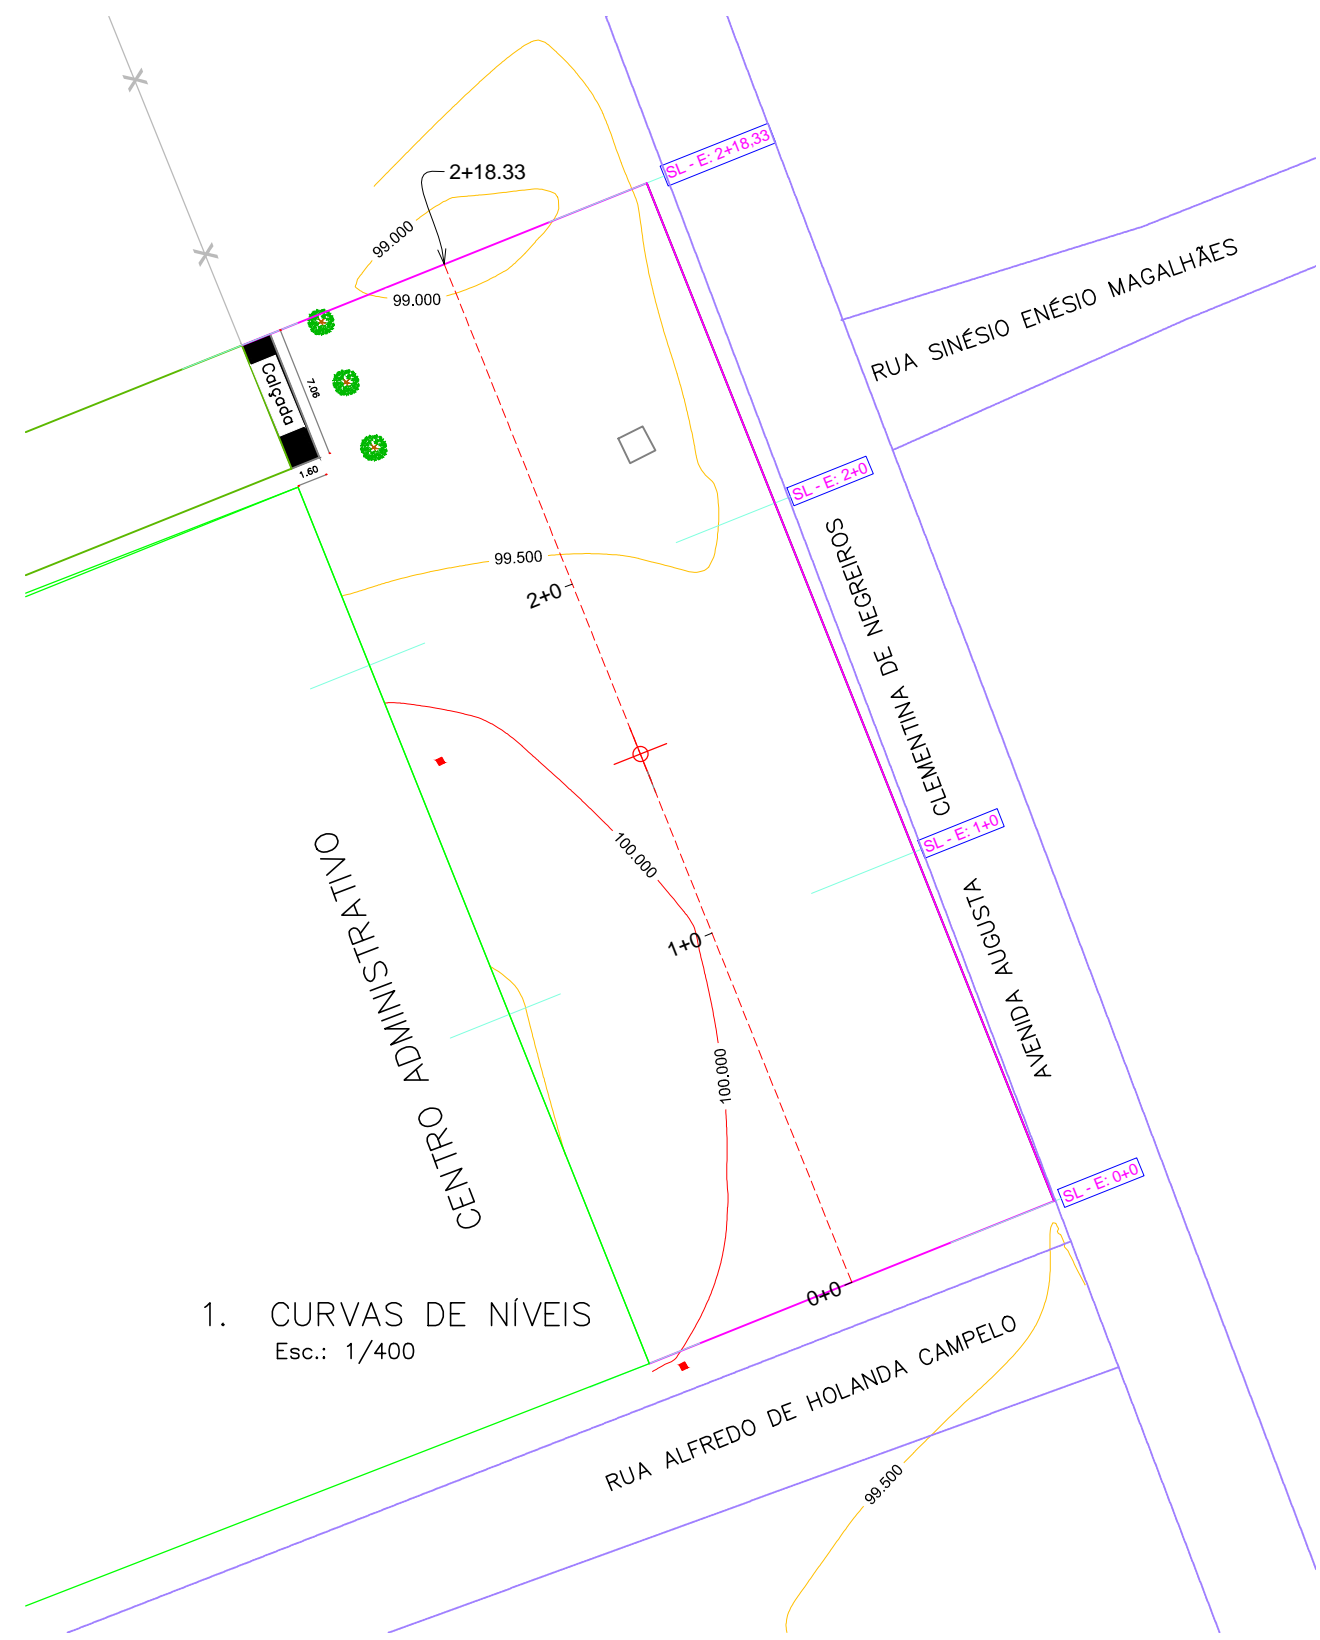 SL - E: 2+18,33
2+18.33
99.000
99.000
RUA SINÉSIO ENÉSIO MAGALHÃES
Calçada
7.06
1.60
SL - E: 2+0
99.500
2+0
AVENIDA AUGUSTA CLEMENTINA DE NEGREIROS
100.000
SL - E: 1+0
1+0
CENTRO ADMINISTRATIVO
100.000
SL - E: 0+0
0+0
1. CURVAS DE NÍVEIS
Esc.: 1/400
RUA ALFREDO DE HOLANDA CAMPELO
99.500